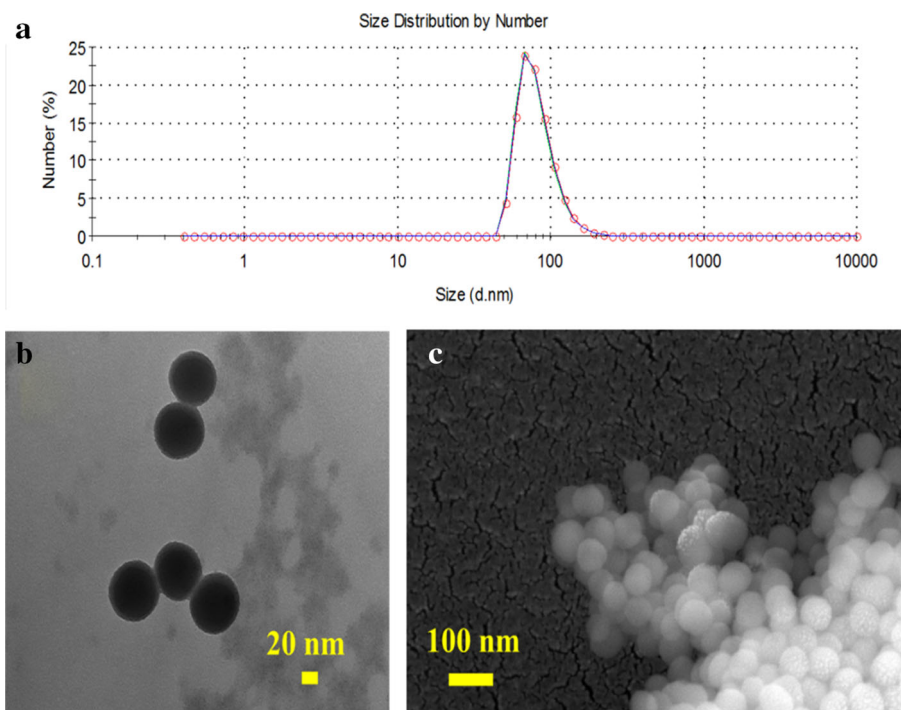 a
Size Distribution by Number
25
20
15
10
5
0
Number (%)
0.1 1 10 100 1000 10000
Size (d.nm)
b
20 nm
c
100 nm